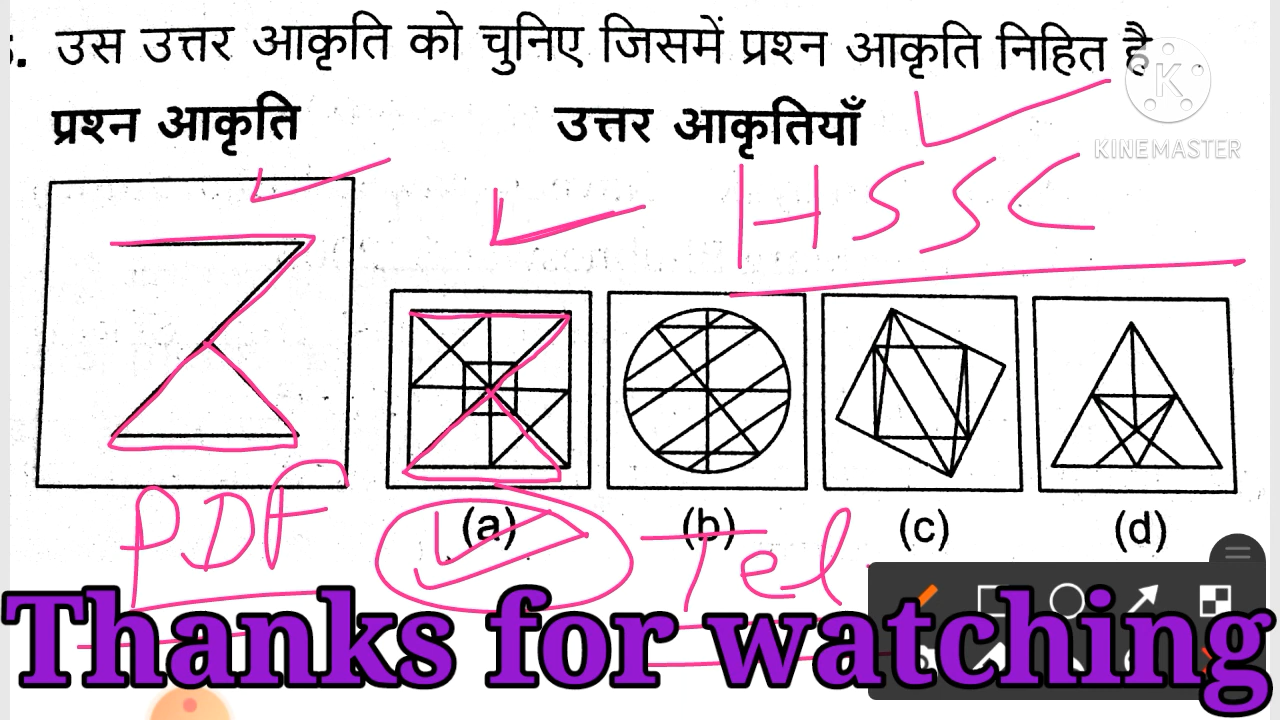 . उस उत्तर आकृति को चुनिए जिसमें प्रश्न आकृति निहित है
KINEMASTER
प्रश्न आकृति उत्तर आकृतियाँ
HSSC
(a) (b) (c) (d)
PDF Tel
Thanks for watching